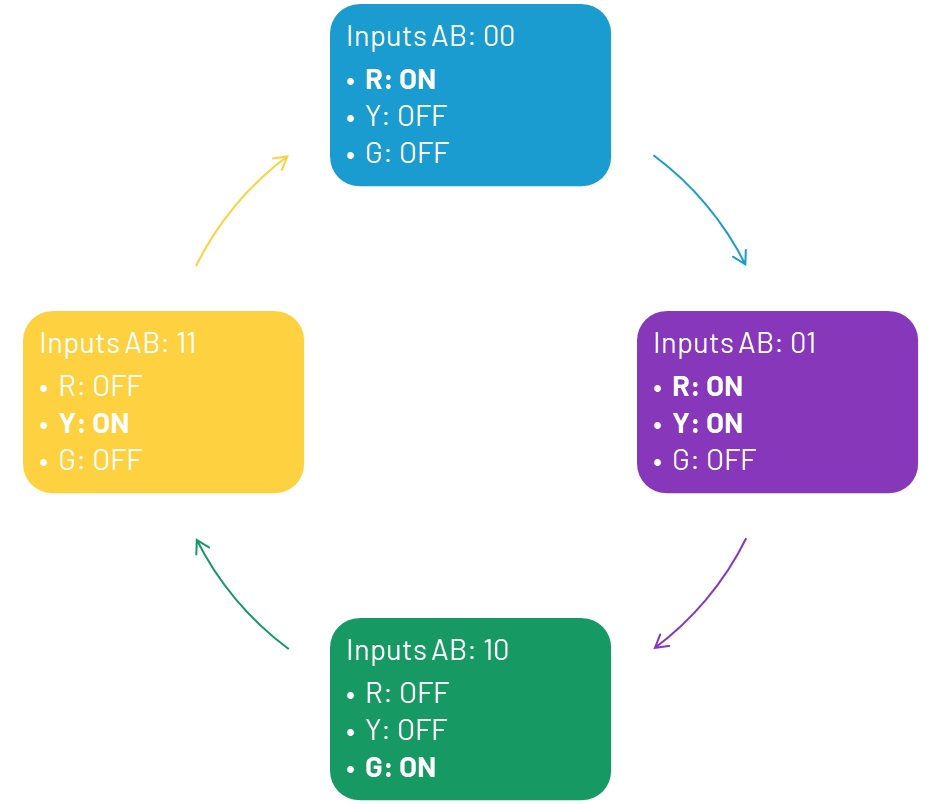 Inputs AB: 00
• R: ON
• Y: OFF
• G: OFF
Inputs AB: 01
• R: ON
• Y: ON
• G: OFF
Inputs AB: 10
• R: OFF
• Y: OFF
• G: ON
Inputs AB: 11
• R: OFF
• Y: ON
• G: OFF